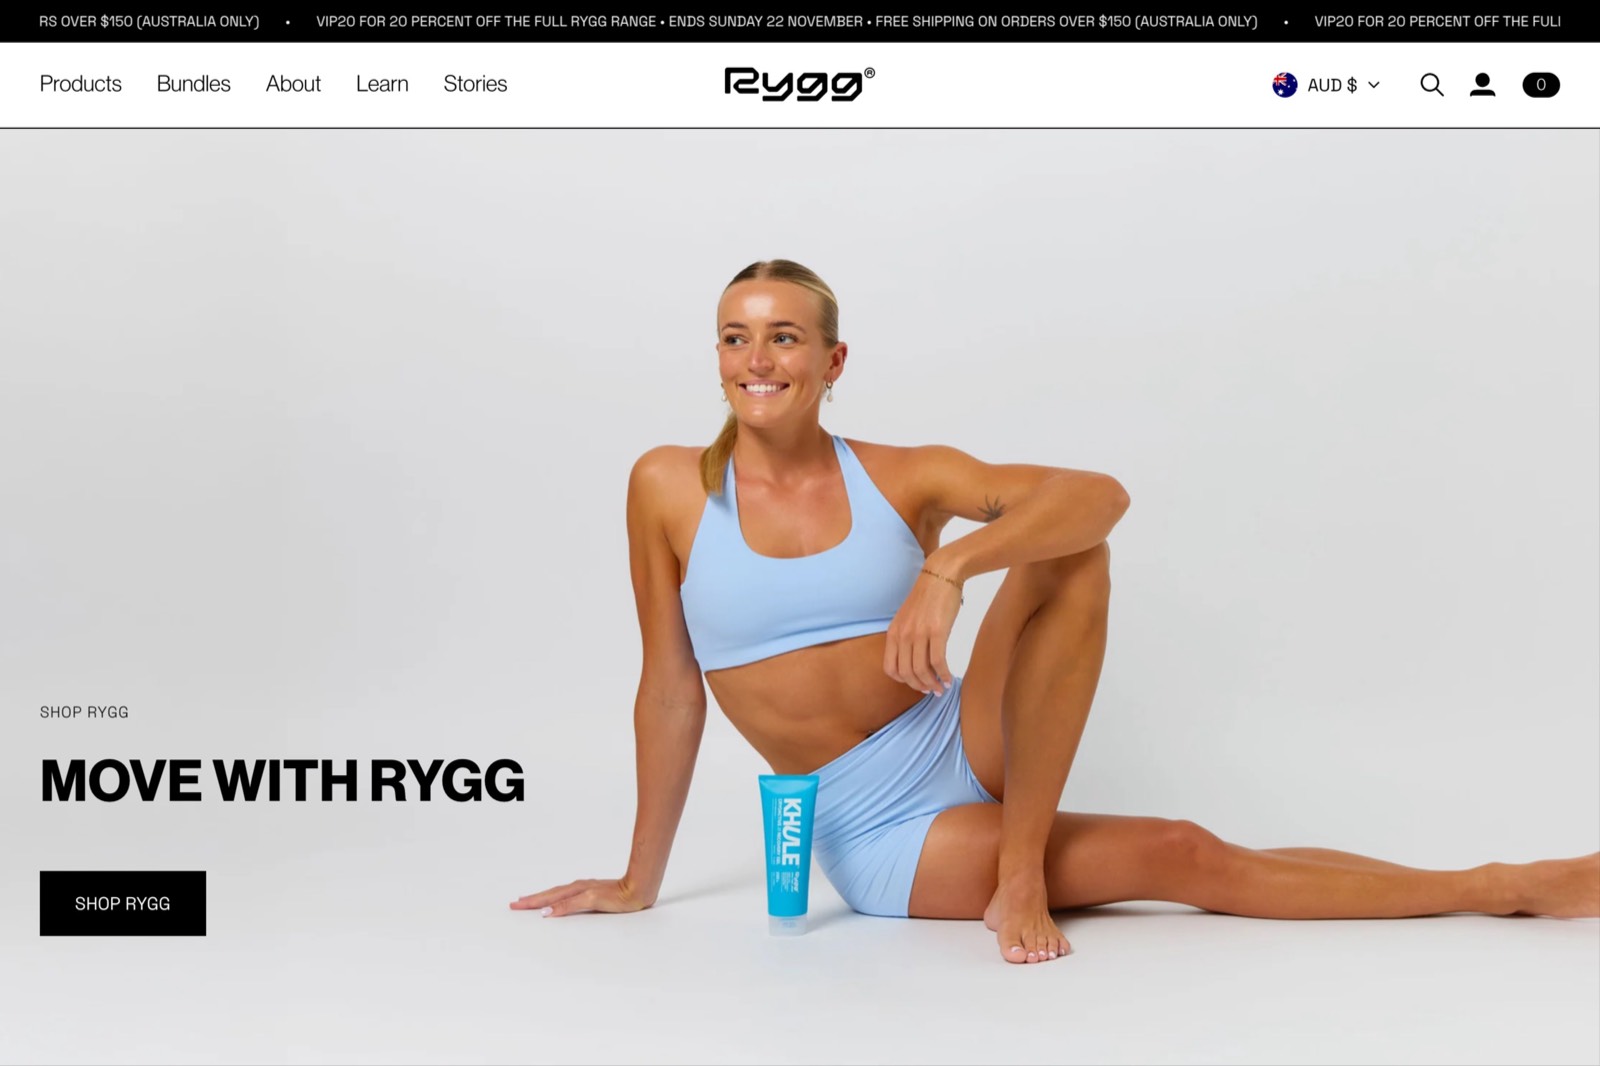 RS OVER $150 (AUSTRALIA ONLY) • VIP20 FOR 20 PERCENT OFF THE FULL RYGG RANGE • ENDS SUNDAY 22 NOVEMBER • FREE SHIPPING ON ORDERS OVER $150 (AUSTRALIA ONLY) • VIP20 FOR 20 PERCENT OFF THE FULL
Products Bundles About Learn Stories Rygg® AUD $ 0
SHOP RYGG
MOVE WITH RYGG
SHOP RYGG
KHULE
Rygg